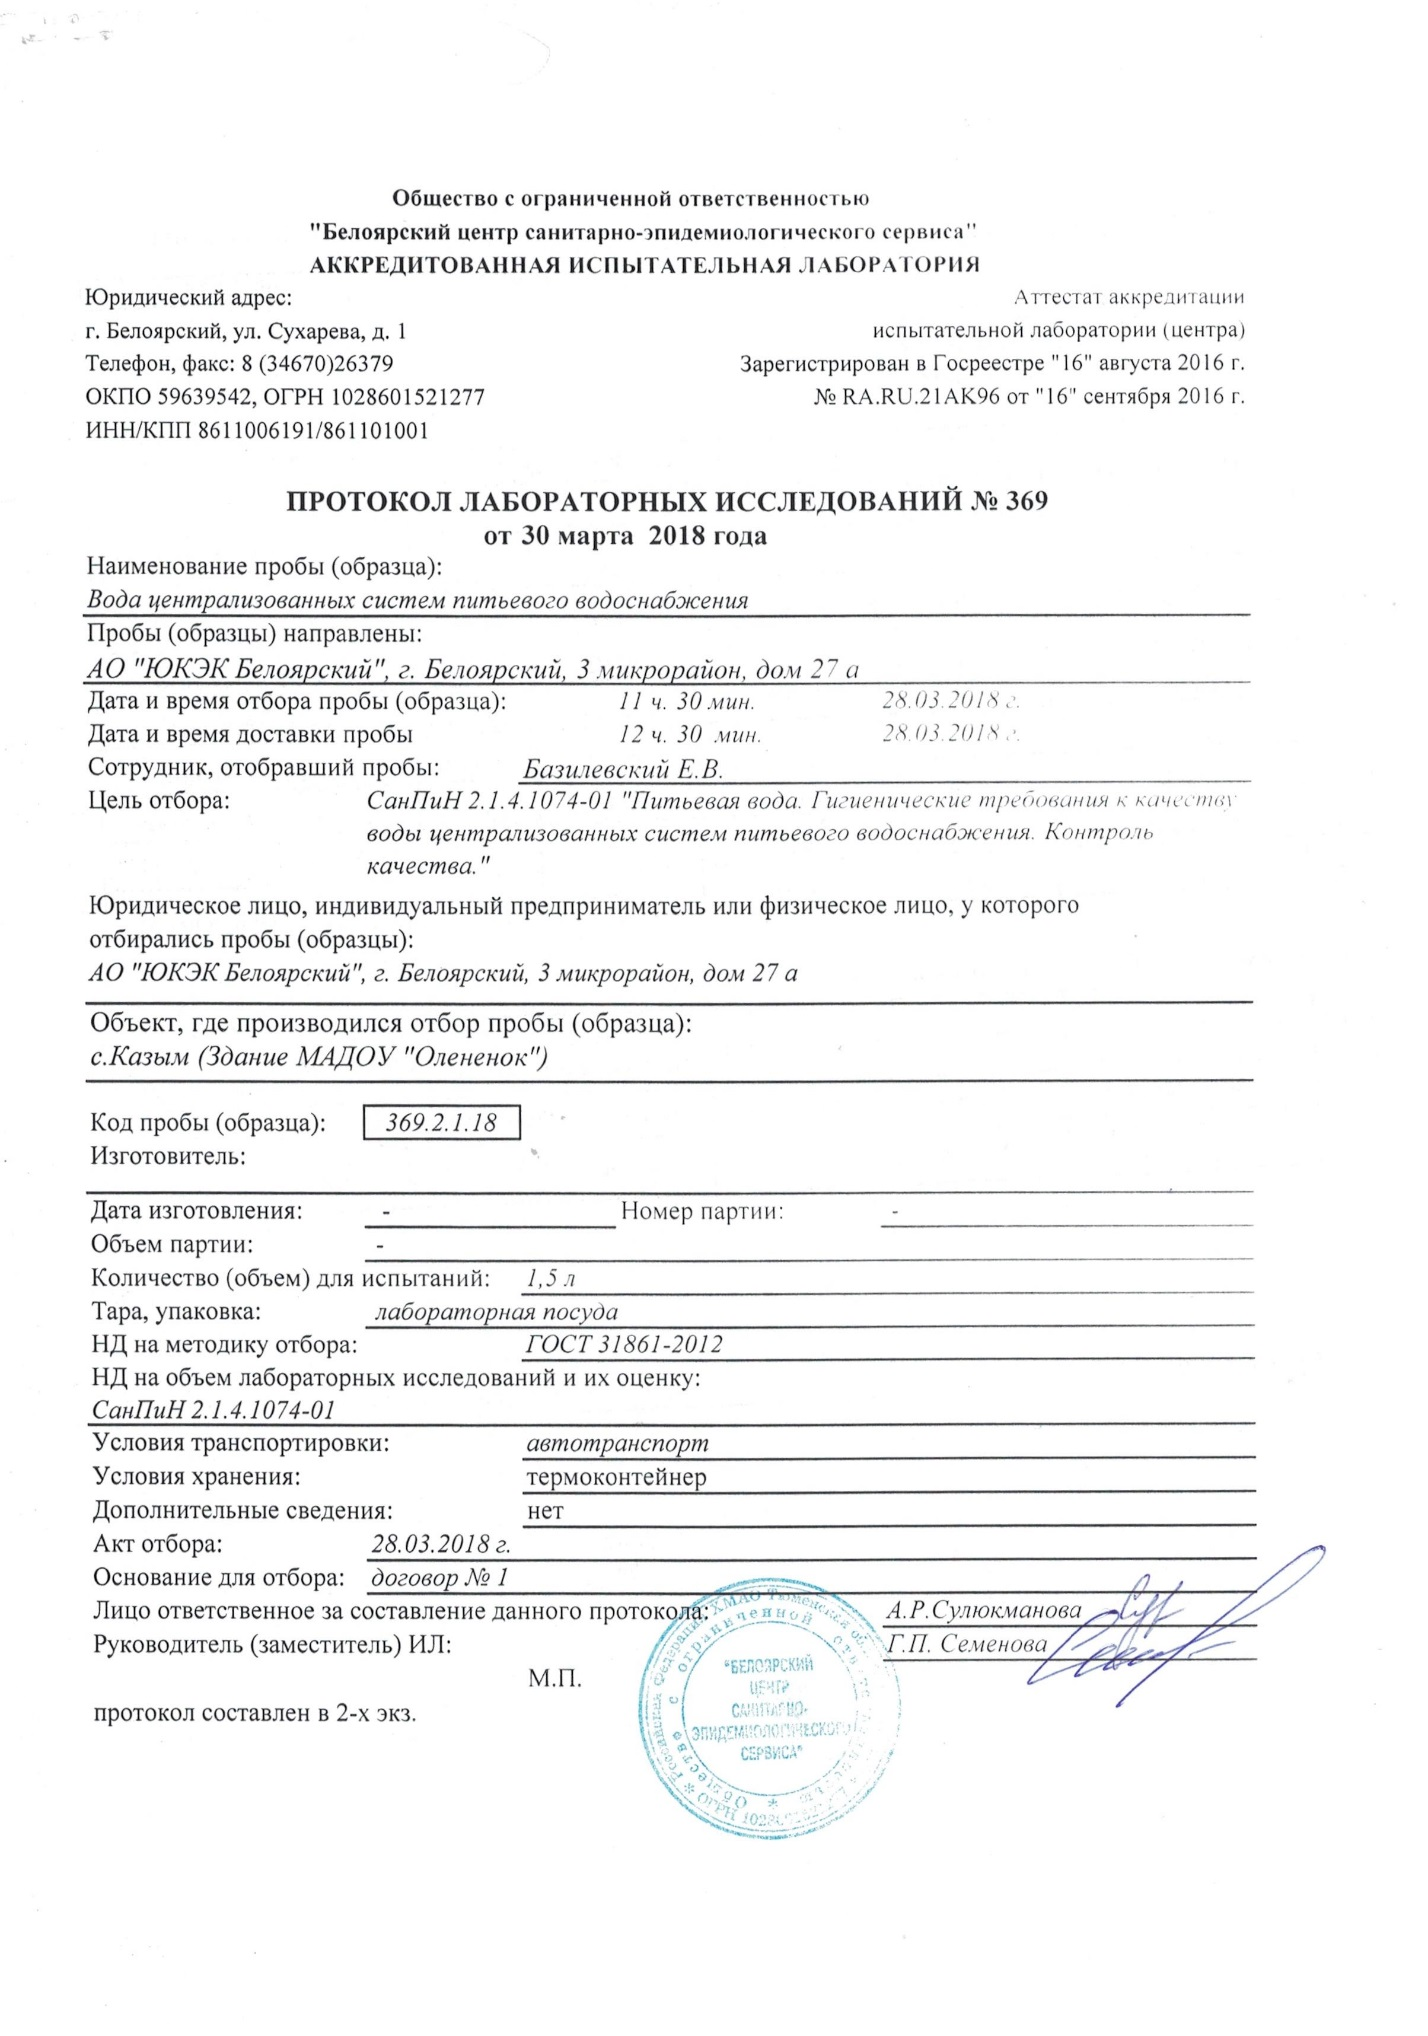 Общество с ограниченной ответственностью
"Белоярский центр санитарно-эпидемиологического сервиса"
АККРЕДИТОВАННАЯ ИСПЫТАТЕЛЬНАЯ ЛАБОРАТОРИЯ
Юридический адрес: Аттестат аккредитации
г. Белоярский, ул. Сухарева, д. 1 испытательной лаборатории (центра)
Телефон, факс: 8 (34670)26379 Зарегистрирован в Госреестре "16" августа 2016 г.
ОКПО 59639542, ОГРН 1028601521277 № RA.RU.21АК96 от "16" сентября 2016 г.
ИНН/КПП 8611006191/861101001
ПРОТОКОЛ ЛАБОРАТОРНЫХ ИССЛЕДОВАНИЙ № 369
от 30 марта 2018 года
Наименование пробы (образца):
Вода централизованных систем питьевого водоснабжения
Пробы (образцы) направлены:
АО "ЮКЭК Белоярский", г. Белоярский, 3 микрорайон, дом 27 а
Дата и время отбора пробы (образца): 11 ч. 30 мин. 28.03.2018 г.
Дата и время доставки пробы 12 ч. 30 мин. 28.03.2018 г.
Сотрудник, отобравший пробы: Базилевский Е.В.
Цель отбора: СанПиН 2.1.4.1074-01 "Питьевая вода. Гигиенические требования к качеству
воды централизованных систем питьевого водоснабжения. Контроль
качества."
Юридическое лицо, индивидуальный предприниматель или физическое лицо, у которого
отбирались пробы (образцы):
АО "ЮКЭК Белоярский", г. Белоярский, 3 микрорайон, дом 27 а
Объект, где производился отбор пробы (образца):
с.Казым (Здание МАДОУ "Олененок")
Код пробы (образца): 369.2.1.18
Изготовитель:
Дата изготовления: - Номер партии: -
Объем партии: -
Количество (объем) для испытаний: 1,5 л
Тара, упаковка: лабораторная посуда
НД на методику отбора: ГОСТ 31861-2012
НД на объем лабораторных исследований и их оценку:
СанПиН 2.1.4.1074-01
Условия транспортировки: автотранспорт
Условия хранения: термоконтейнер
Дополнительные сведения: нет
Акт отбора: 28.03.2018 г.
Основание для отбора: договор № 1
Лицо ответственное за составление данного протокола: А.Р.Сулюкманова
Руководитель (заместитель) ИЛ: Г.П. Семенова
М.П.
протокол составлен в 2-х экз.
"БЕЛОЯРСКИЙ
ЦЕНТР
САНИТАРНО-
ЭПИДЕМИОЛОГИЧЕСКОГО
СЕРВИСА"
Российская Федерация ХМАО Тюменская
Общество с ограниченной